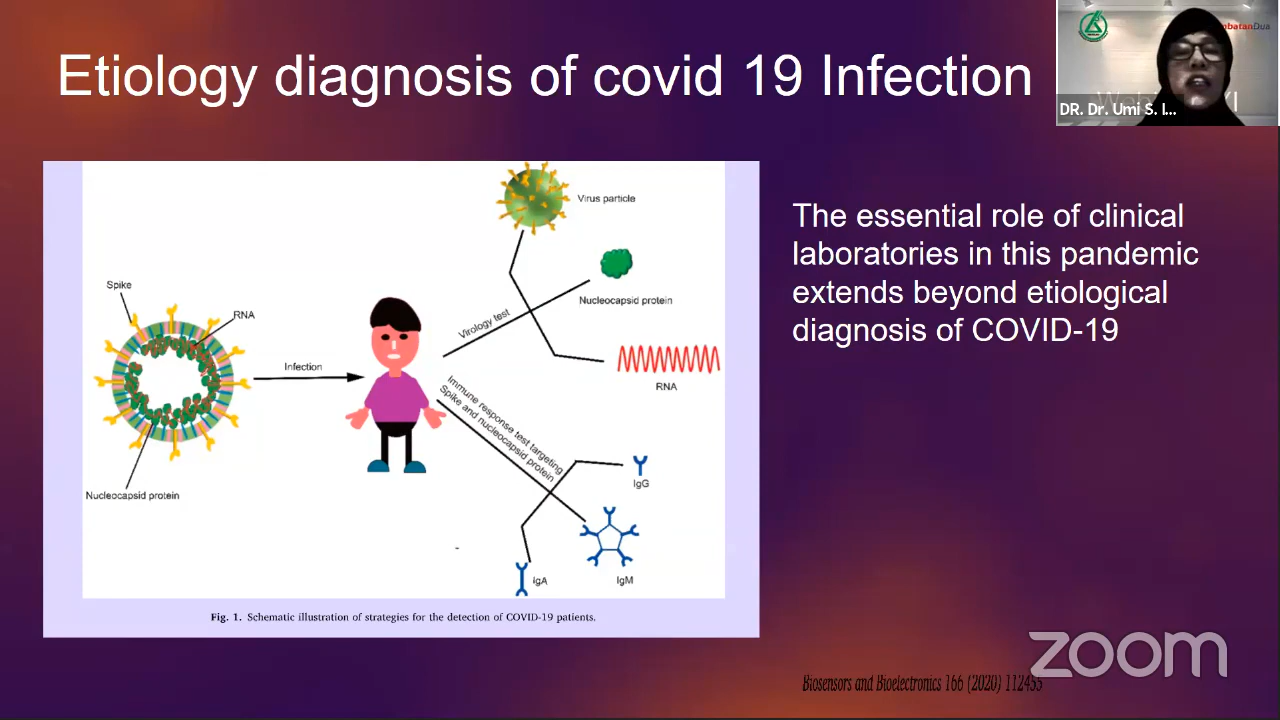 Etiology diagnosis of covid 19 Infection
DR. Dr. Umi S. I...
The essential role of clinical
laboratories in this pandemic
extends beyond etiological
diagnosis of COVID-19
Virus particle
Nucleocapsid protein
RNA
Virology test
Spike
RNA
Infection
Nucleocapsid protein
Immune response test targeting
Spike and nucleocapsid protein
IgG
IgM
IgA
Fig. 1. Schematic illustration of strategies for the detection of COVID-19 patients.
zoom
Biosensors and Bioelectronics 166 (2020) 112455